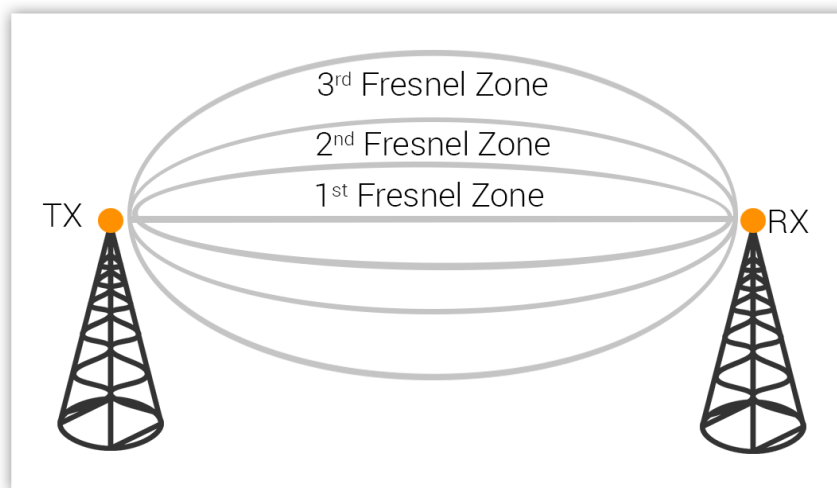 3rd Fresnel Zone
2nd Fresnel Zone
1st Fresnel Zone
TX
RX